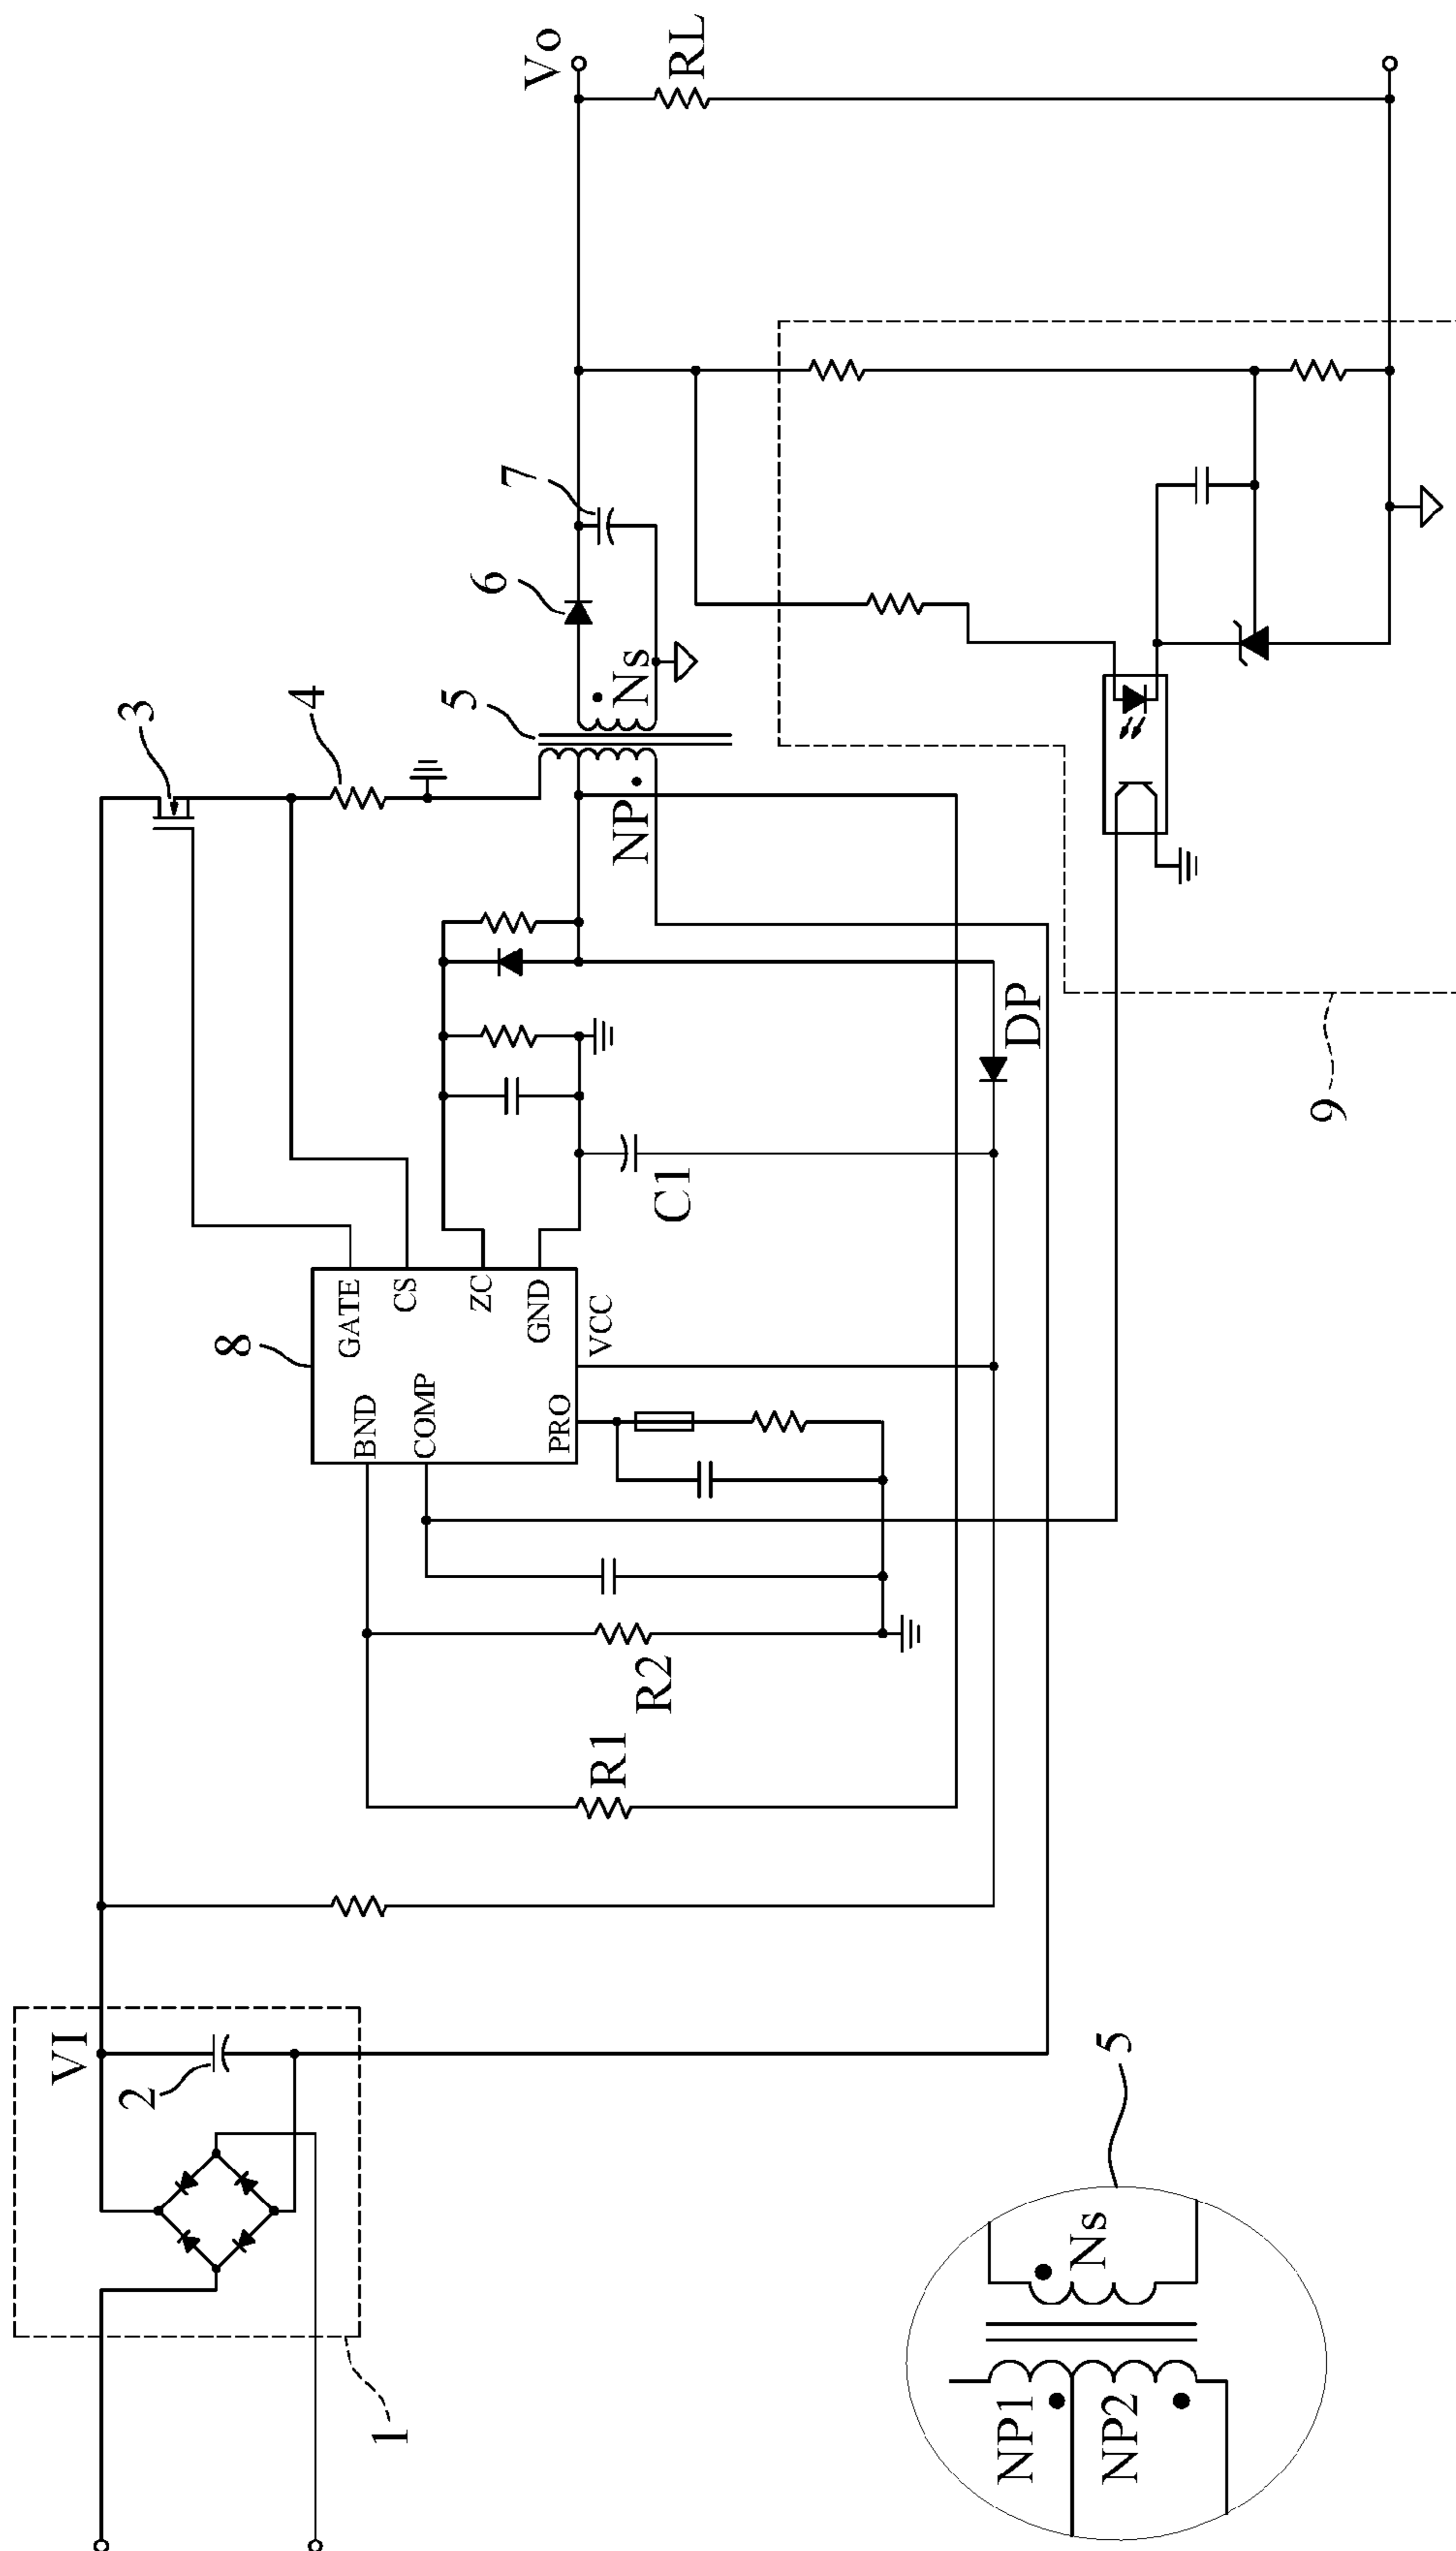 Vo
RL
7
6
5
Ns
3
4
NP
DP
9
C1
8
GATE
CS
ZC
GND
VCC
BND
COMP
PRO
R2
R1
VI
2
1
5
Ns
NP1
NP2